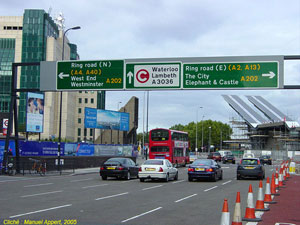 Ring road (N)
(A4, A40)
West End
Westminster A202
Waterloo
Lambeth
A3036
Ring road (E) (A2, A13)
The City
Elephant & Castle A202
Cliché : Manuel Appert, 2005